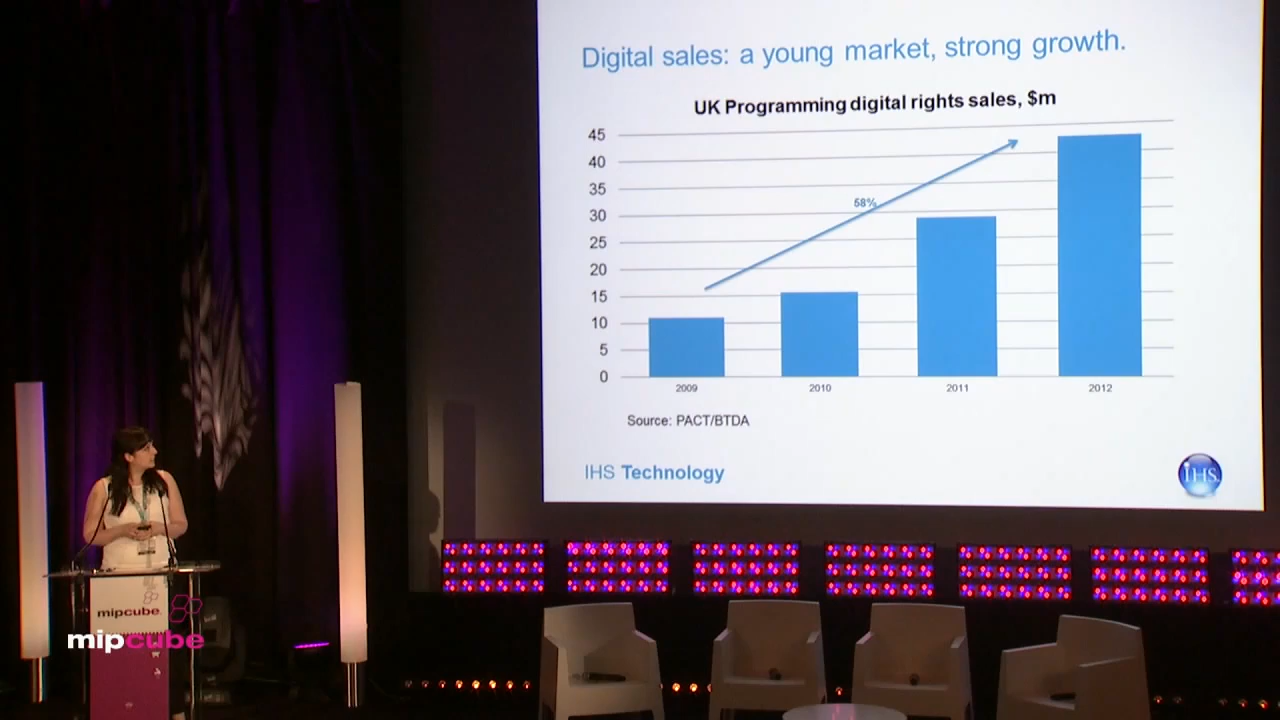 Digital sales: a young market, strong growth.
UK Programming digital rights sales, $m
45
40
35
30
25
20
15
10
5
0
58%
2009 2010 2011 2012
Source: PACT/BTDA
IHS Technology
IHS
mipcube.
mipcube